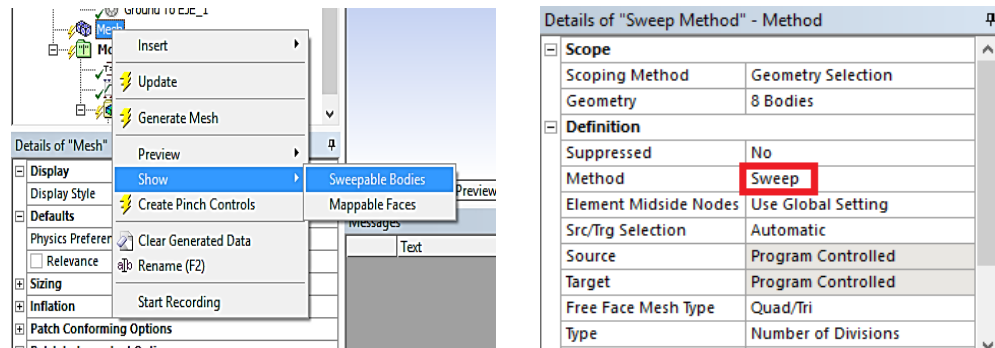 Ground To EJE_1
Mesh
Mo
Insert
Update
Generate Mesh
Preview
Show
Sweepable Bodies
Mappable Faces
Create Pinch Controls
Clear Generated Data
Rename (F2)
Start Recording
Preview
Messages
Text
Details of "Mesh"
Display
Display Style
Defaults
Physics Preferen
Relevance
Sizing
Inflation
Patch Conforming Options
Details of "Sweep Method" - Method
Scope
Scoping Method Geometry Selection
Geometry 8 Bodies
Definition
Suppressed No
Method Sweep
Element Midside Nodes Use Global Setting
Src/Trg Selection Automatic
Source Program Controlled
Target Program Controlled
Free Face Mesh Type Quad/Tri
Type Number of Divisions